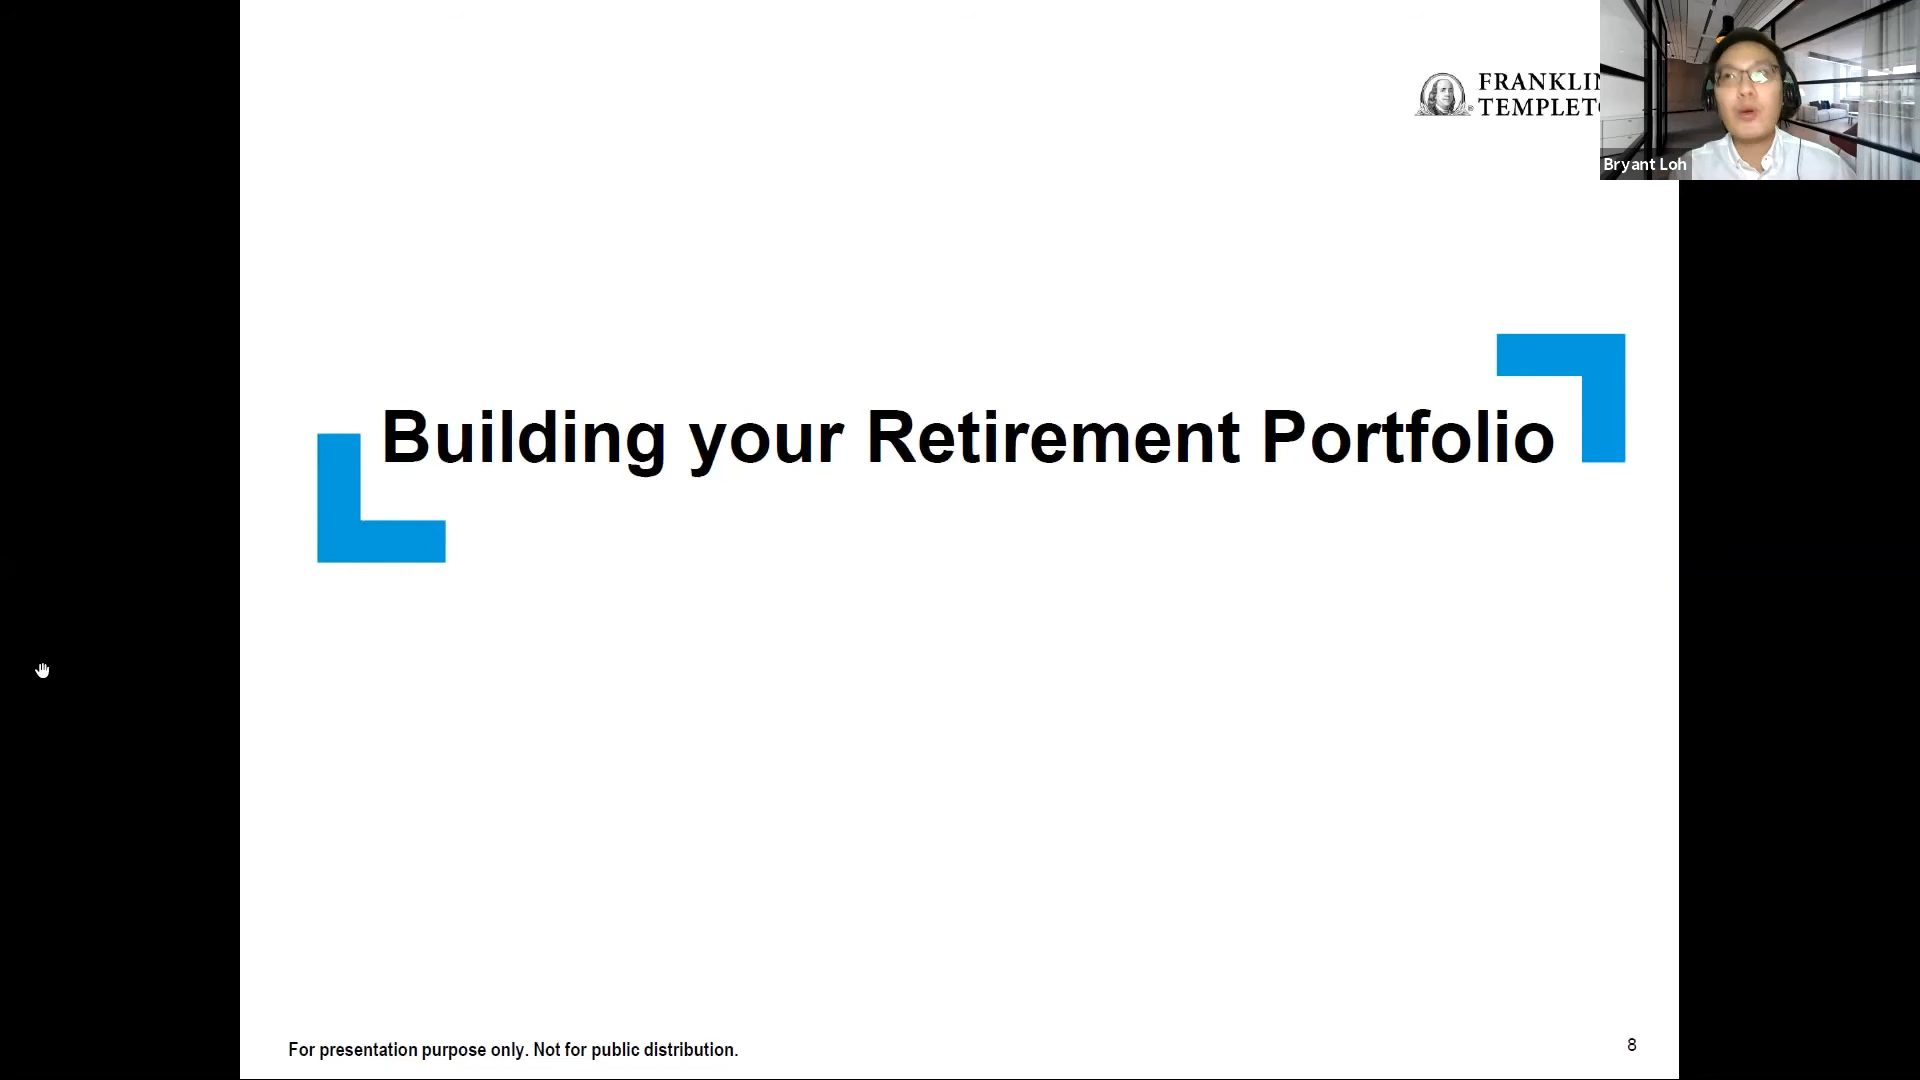 FRANKLIN
TEMPLETO
Bryant Loh
Building your Retirement Portfolio
For presentation purpose only. Not for public distribution.
8